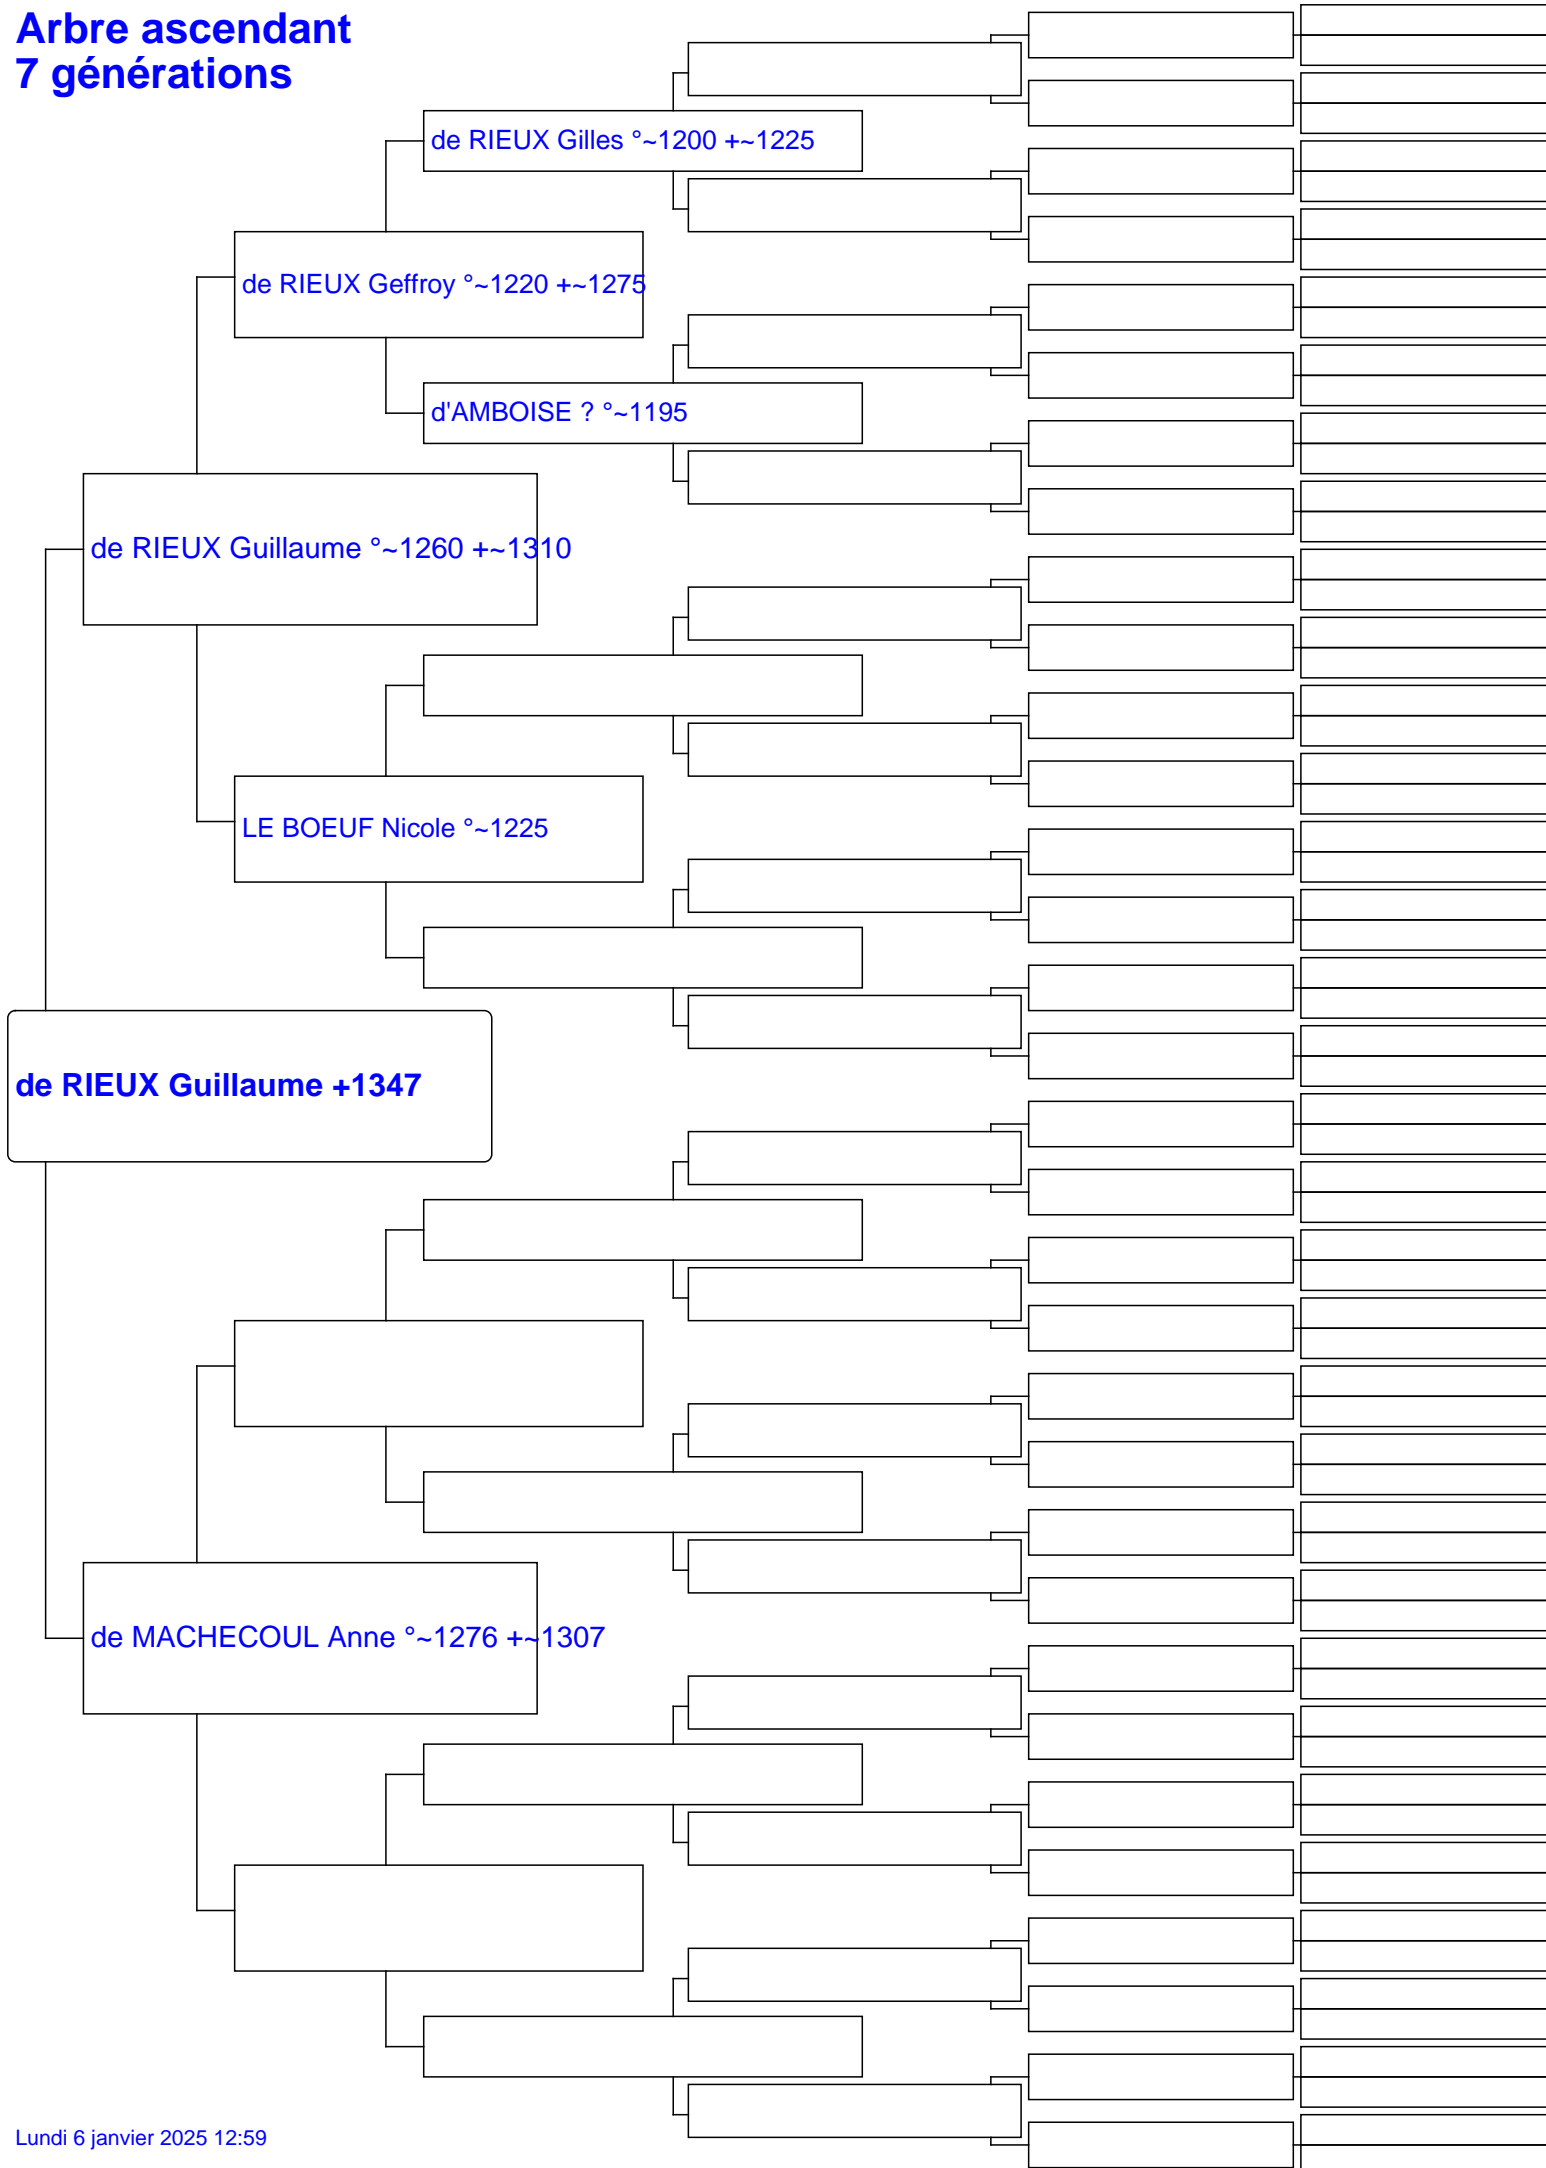 Arbre ascendant
7 générations
de RIEUX Gilles °~1200 +~1225
de RIEUX Geffroy °~1220 +~1275
d'AMBOISE ? °~1195
de RIEUX Guillaume °~1260 +~1310
LE BOEUF Nicole °~1225
de RIEUX Guillaume +1347
de MACHECOUL Anne °~1276 +~1307
Lundi 6 janvier 2025 12:59